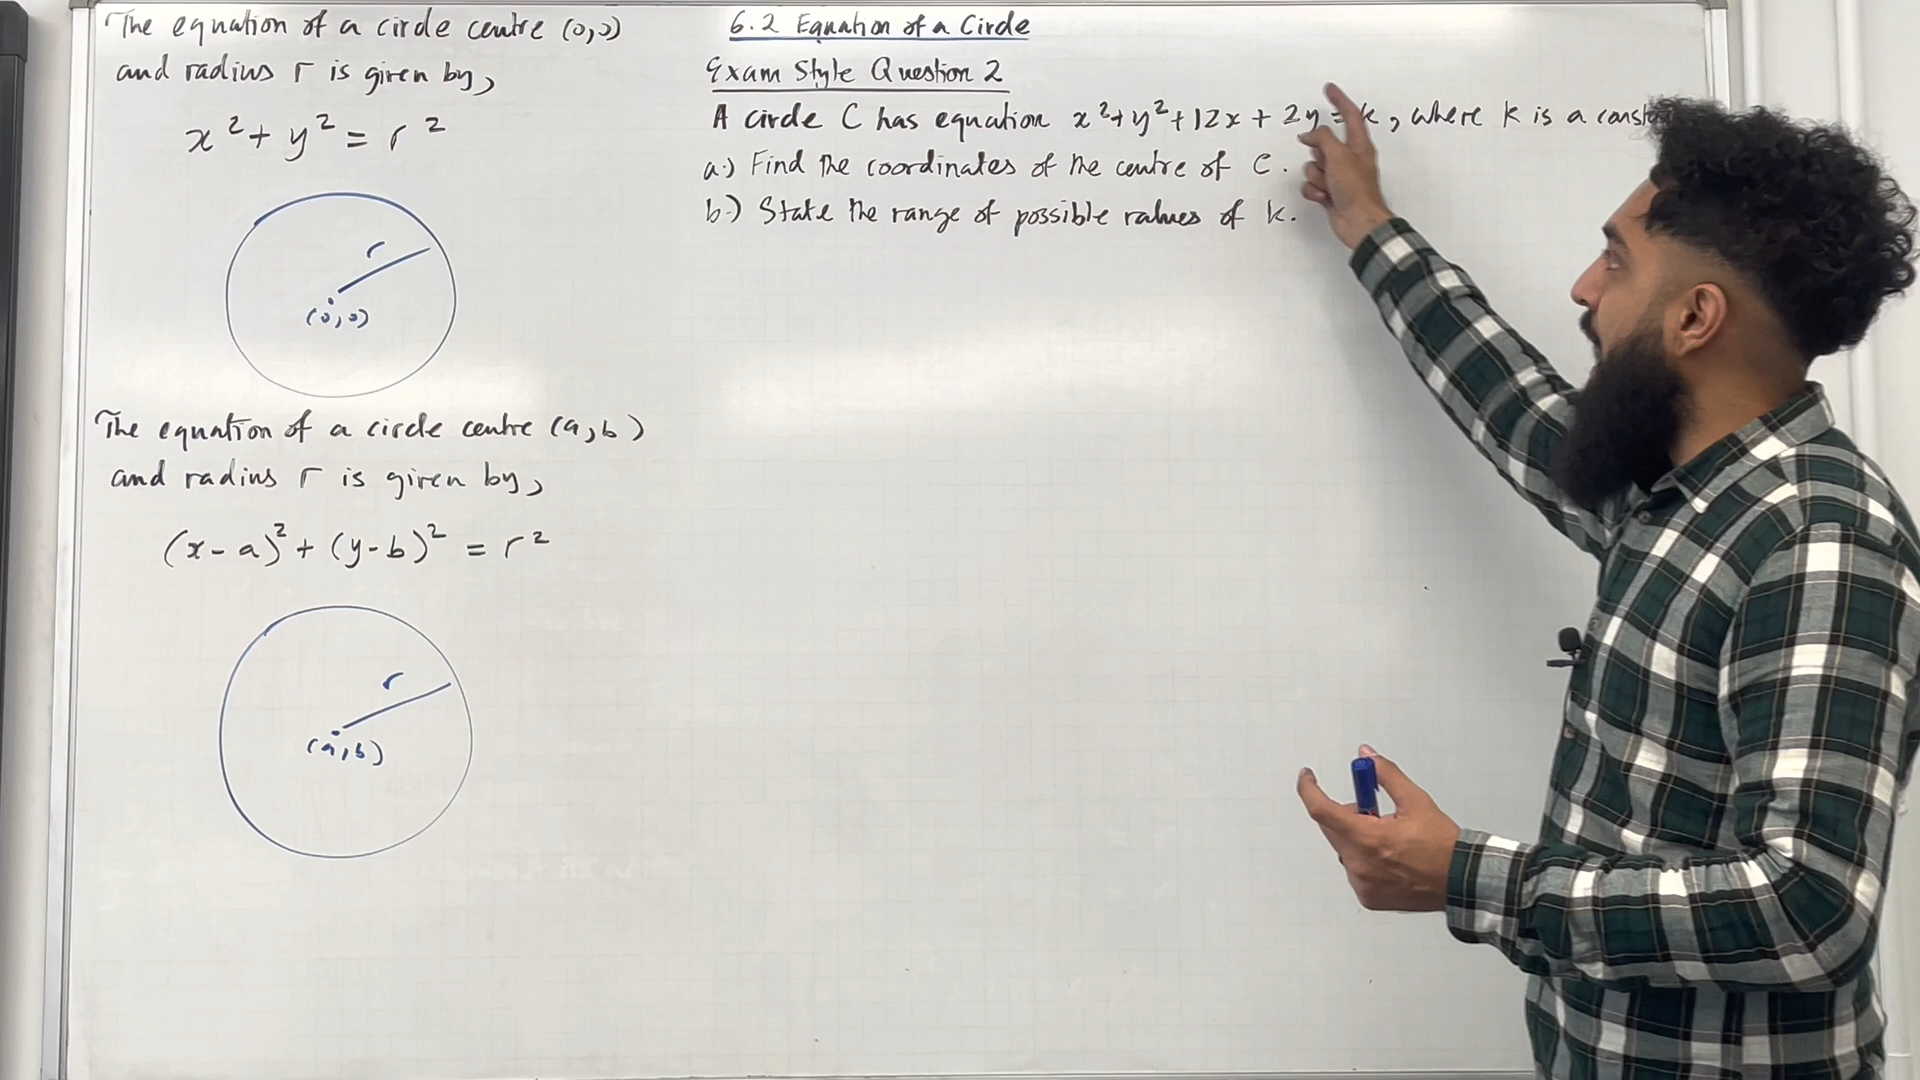 The equation of a circle centre (0,0)
and radius r is given by,
x² + y² = r²
r
(0,0)
The equation of a circle centre (a,b)
and radius r is given by,
(x-a)² + (y-b)² = r²
r
(a,b)
6.2 Equation of a Circle
Exam Style Question 2
A circle C has equation x²+y²+12x+2y=k, where k is a
a.) Find the coordinates of the centre of C.
b.) State the range of possible values of k.